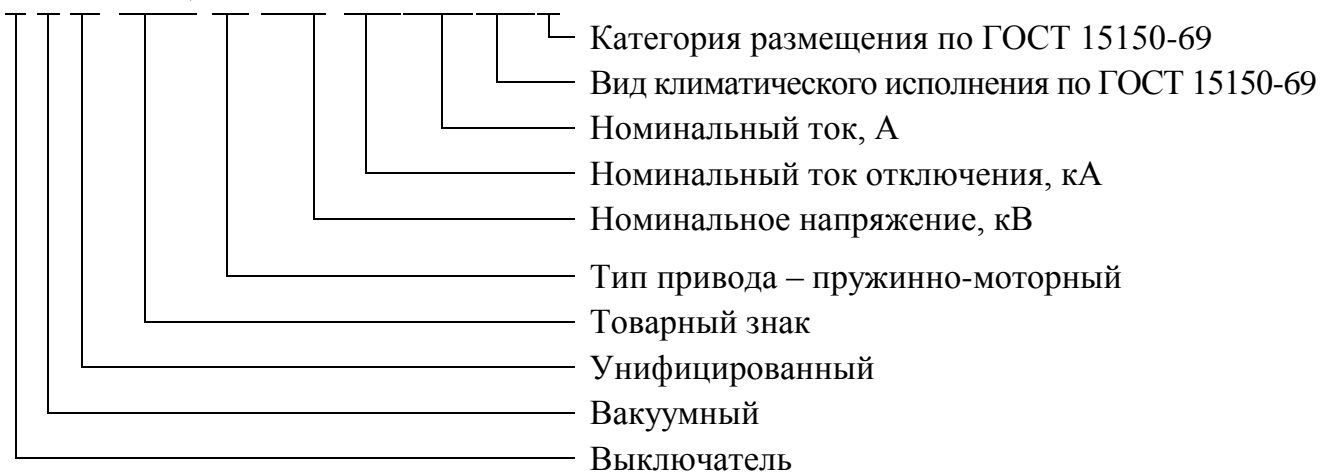 Категория размещения по ГОСТ 15150-69
Вид климатического исполнения по ГОСТ 15150-69
Номинальный ток, А
Номинальный ток отключения, кА
Номинальное напряжение, кВ
Тип привода – пружинно-моторный
Товарный знак
Унифицированный
Вакуумный
Выключатель